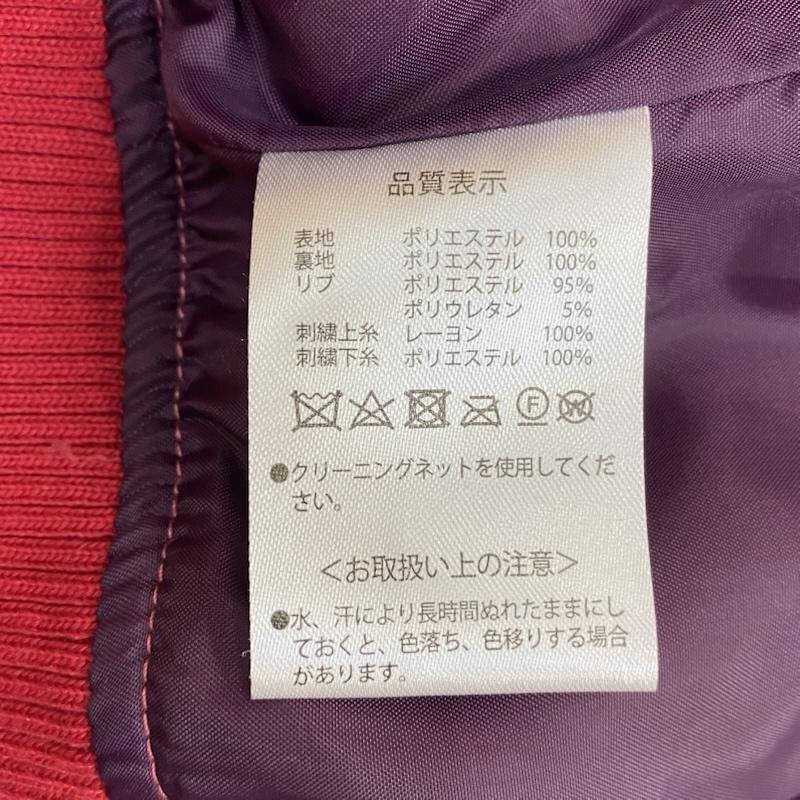 品質表示
表地 ポリエステル 100%
裏地 ポリエステル 100%
リブ ポリエステル 95%
ポリウレタン 5%
刺繍上糸 レーヨン 100%
刺繍下糸 ポリエステル 100%
F W
●クリーニングネットを使用してくだ
さい。
＜お取扱い上の注意＞
●水、汗により長時間ぬれたままにし
ておくと、色落ち、色移りする場合
があります。